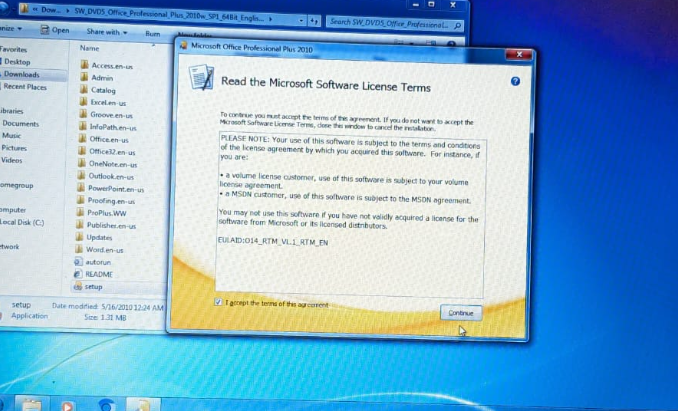 Dow... ▸ SW_DVD5_Office_Professional_Plus_2010w_SP1_64Bit_Englis...
Search SW_DVD5_Office_Professional...
Open
Share with
Burn
New folder
Favorites
Desktop
Downloads
Recent Places
Libraries
Documents
Music
Pictures
Videos
Homegroup
Computer
Local Disk (C:)
Network
Name
Access.en-us
Admin
Catalog
Excel.en-us
Groove.en-us
InfoPath.en-us
Office.en-us
Office32.en-us
OneNote.en-us
Outlook.en-us
PowerPoint.en-us
Proofing.en-us
ProPlus.WW
Publisher.en-us
Updates
Word.en-us
autorun
README
setup
setup
Date modified: 5/16/2010 12:24 AM
Application
Size: 1.31 MB
Microsoft Office Professional Plus 2010
Read the Microsoft Software License Terms
To continue you must accept the terms of this agreement. If you do not want to accept the
Microsoft Software License Terms, close this window to cancel the installation.
PLEASE NOTE: Your use of this software is subject to the terms and conditions
of the license agreement by which you acquired this software. For instance, if
you are:
• a volume license customer, use of this software is subject to your volume
license agreement.
• a MSDN customer, use of this software is subject to the MSDN agreement.
You may not use this software if you have not validly acquired a license for the
software from Microsoft or its licensed distributors.
EULAID:O14_RTM_VL.1_RTM_EN
I accept the terms of this agreement
Continue